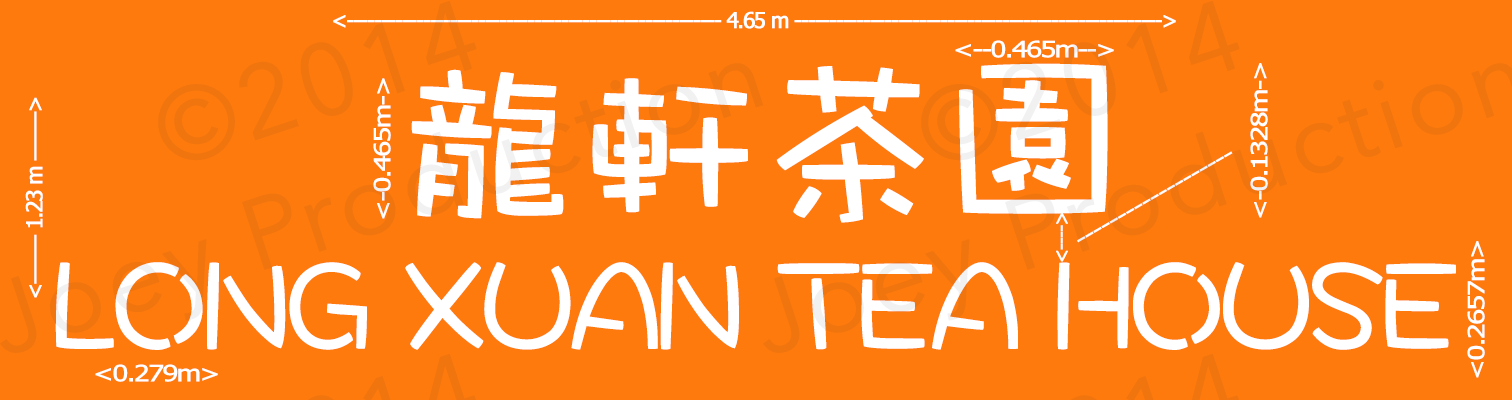 4.65 m
0.465m
龍軒茶園
0.465m
0.1328m
1.23 m
LONG XUAN TEA HOUSE
0.2657m
0.279m
©2014
Joey Production
©2014
Joey Production